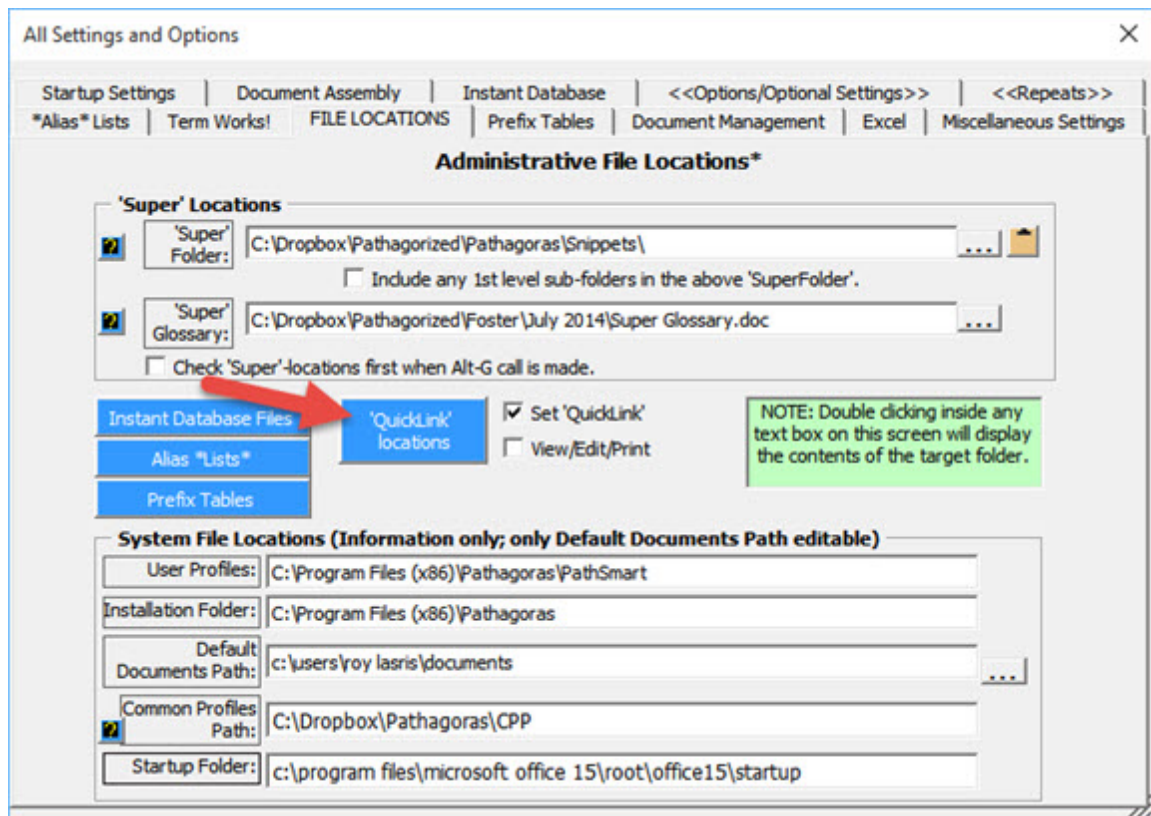 All Settings and Options
Startup Settings
Document Assembly
Instant Database
<<Options/Optional Settings>>
<<Repeats>>
*Alias* Lists
Term Works!
FILE LOCATIONS
Prefix Tables
Document Management
Excel
Miscellaneous Settings
Administrative File Locations*
'Super' Locations
'Super'
Folder:
C:\Dropbox\Pathagorized\Pathagoras\Snippets\
...
Include any 1st level sub-folders in the above 'SuperFolder'.
'Super'
Glossary:
C:\Dropbox\Pathagorized\Foster\July 2014\Super Glossary.doc
...
Check 'Super'-locations first when Alt-G call is made.
Instant Database Files
Alias *Lists*
Prefix Tables
'QuickLink'
locations
Set 'QuickLink'
View/Edit/Print
NOTE: Double clicking inside any
text box on this screen will display
the contents of the target folder.
System File Locations (Information only; only Default Documents Path editable)
User Profiles:
C:\Program Files (x86)\Pathagoras\PathSmart
Installation Folder:
C:\Program Files (x86)\Pathagoras
Default
Documents Path:
c:\users\roy lasris\documents
...
Common Profiles
Path:
C:\Dropbox\Pathagoras\CPP
Startup Folder:
c:\program files\microsoft office 15\root\office15\startup